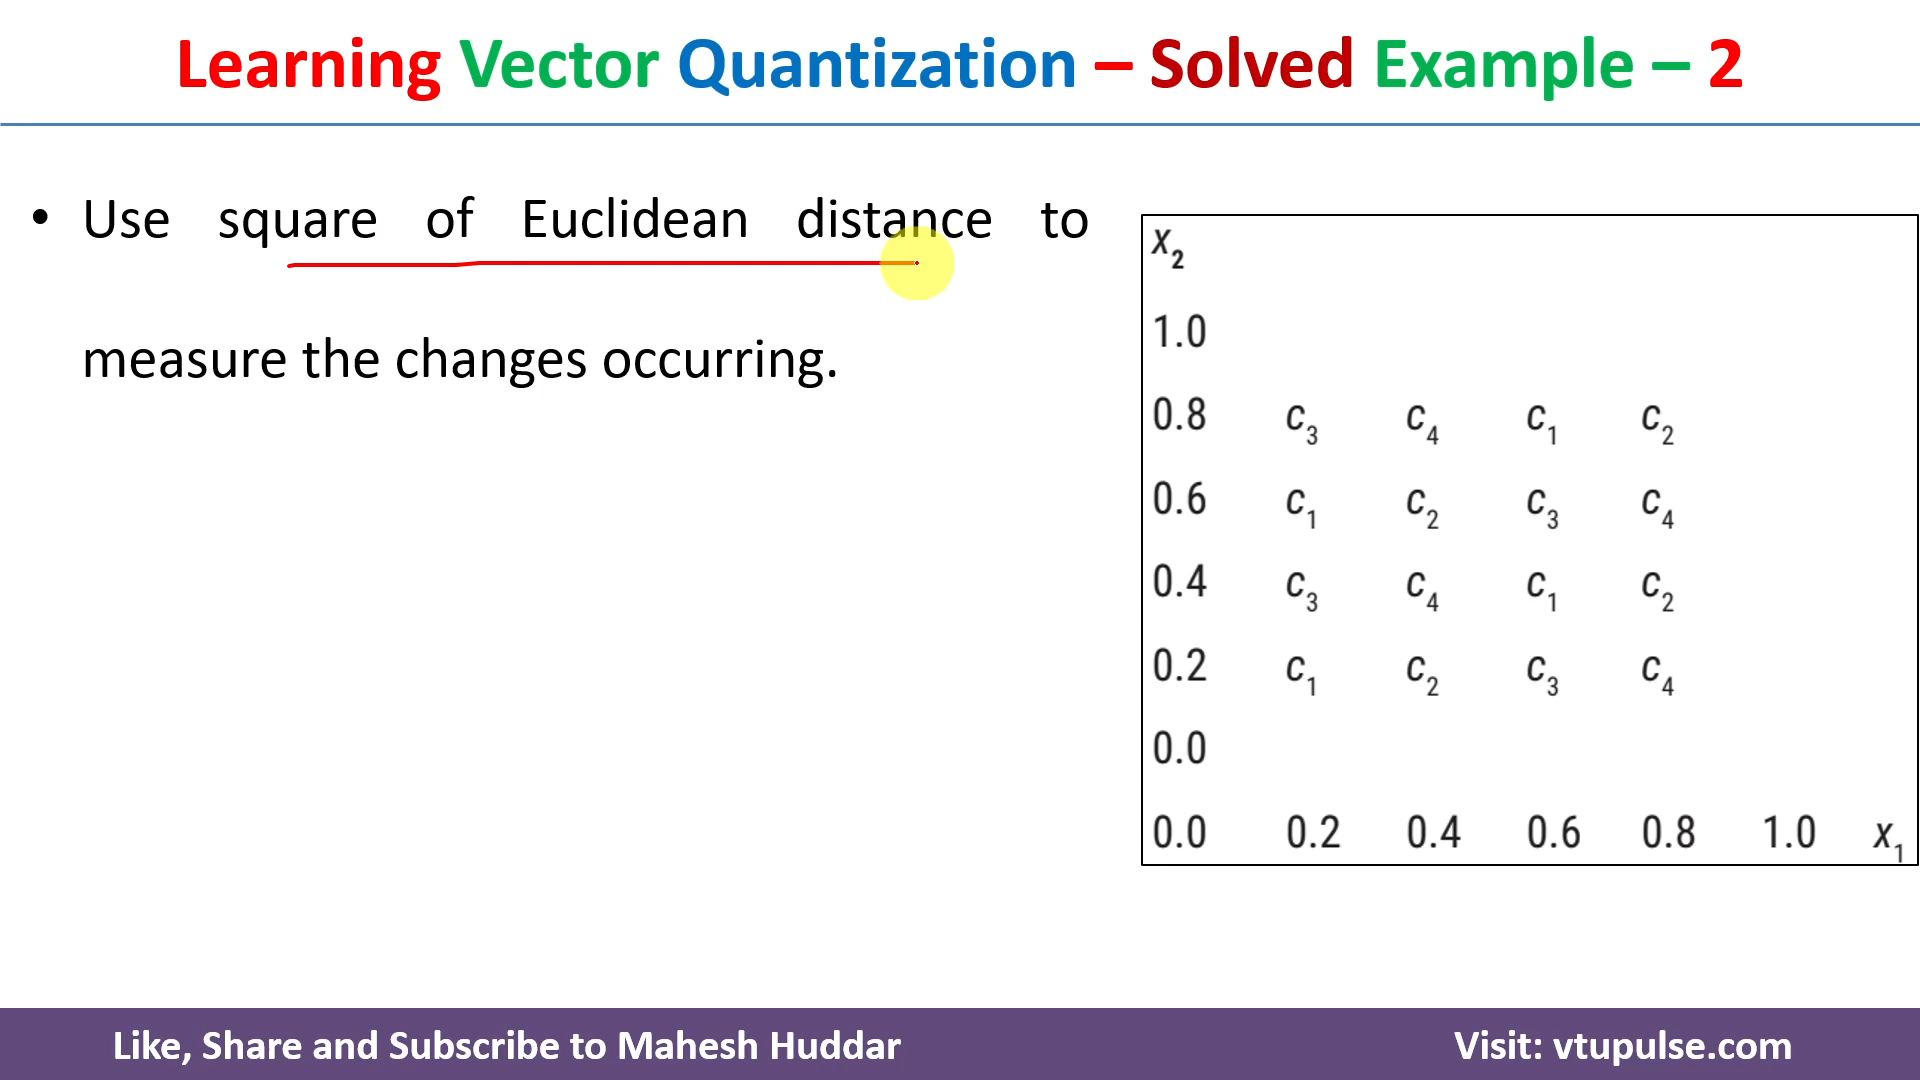 Learning Vector Quantization – Solved Example – 2
• Use square of Euclidean distance to
measure the changes occurring.
x₂
1.0
0.8 c₃ c₄ c₁ c₂
0.6 c₁ c₂ c₃ c₄
0.4 c₃ c₄ c₁ c₂
0.2 c₁ c₂ c₃ c₄
0.0
0.0 0.2 0.4 0.6 0.8 1.0 x₁
Like, Share and Subscribe to Mahesh Huddar
Visit: vtupulse.com